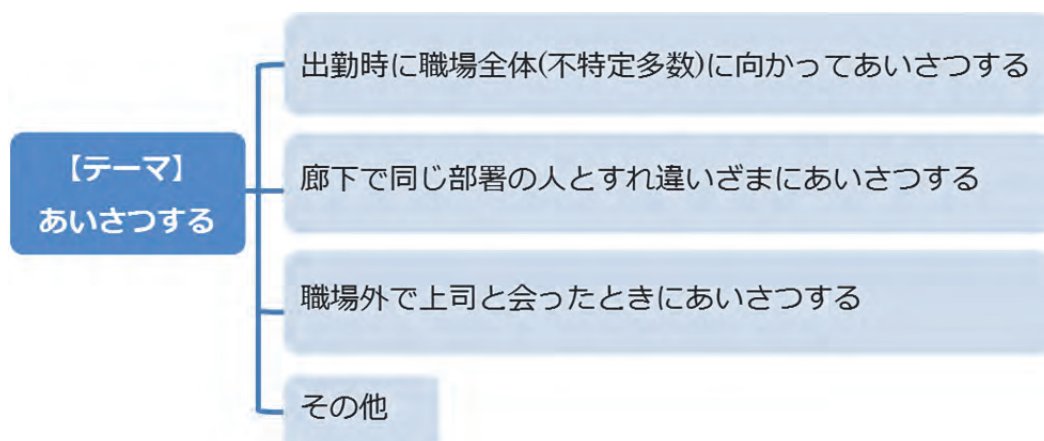 【テーマ】
あいさつする
出勤時に職場全体(不特定多数)に向かってあいさつする
廊下で同じ部署の人とすれ違いざまにあいさつする
職場外で上司と会ったときにあいさつする
その他